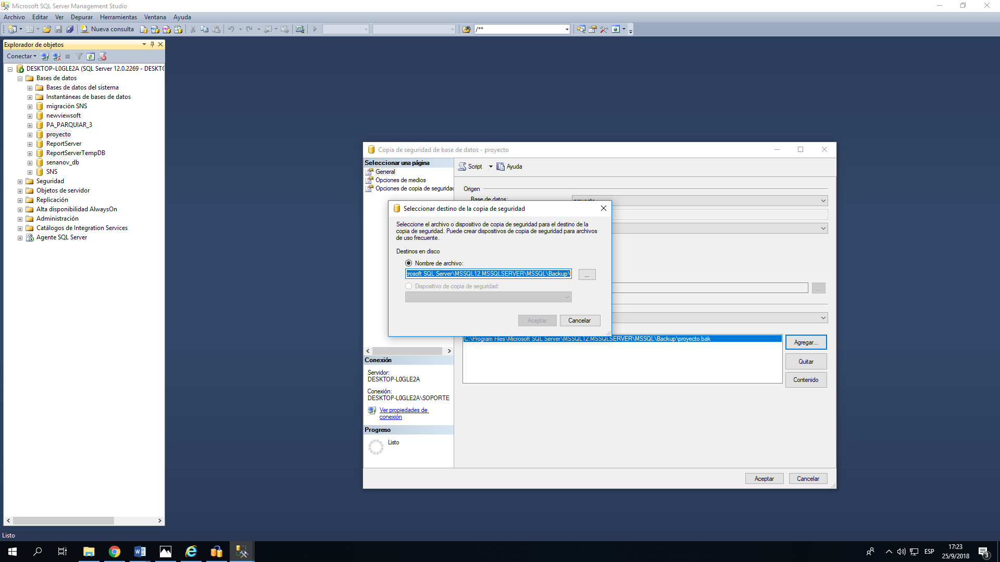 Microsoft SQL Server Management Studio
Archivo Editar Ver Depurar Herramientas Ventana Ayuda
Nueva consulta
/**
Explorador de objetos
Conectar
DESKTOP-L0GLE2A (SQL Server 12.0.2269 - DESKT
Bases de datos
Bases de datos del sistema
Instantáneas de bases de datos
migraciòn SNS
newviewsoft
PA_PARQUIAR_3
proyecto
ReportServer
ReportServerTempDB
senanov_db
SNS
Seguridad
Objetos de servidor
Replicación
Alta disponibilidad AlwaysOn
Administración
Catálogos de Integration Services
Agente SQL Server
Copia de seguridad de base de datos - proyecto
Seleccionar una página
General
Opciones de medios
Opciones de copia de seguridad
Script Ayuda
Origen
Base de datos:
proyecto
Seleccionar destino de la copia de seguridad
Seleccione el archivo o dispositivo de copia de seguridad para el destino de la
copia de seguridad. Puede crear dispositivos de copia de seguridad para archivos
de uso frecuente.
Destinos en disco
Nombre de archivo:
crosoft SQL Server\MSSQL12.MSSQLSERVER\MSSQL\Backup\
...
Dispositivo de copia de seguridad:
Aceptar Cancelar
...
C:\Program Files\Microsoft SQL Server\MSSQL12.MSSQLSERVER\MSSQL\Backup\proyecto.bak
Agregar...
Quitar
Contenido
Conexión
Servidor:
DESKTOP-L0GLE2A
Conexión:
DESKTOP-L0GLE2A\SOPORTE
Ver propiedades de
conexión
Progreso
Listo
Aceptar Cancelar
Listo
ESP
17:23
25/9/2018
3